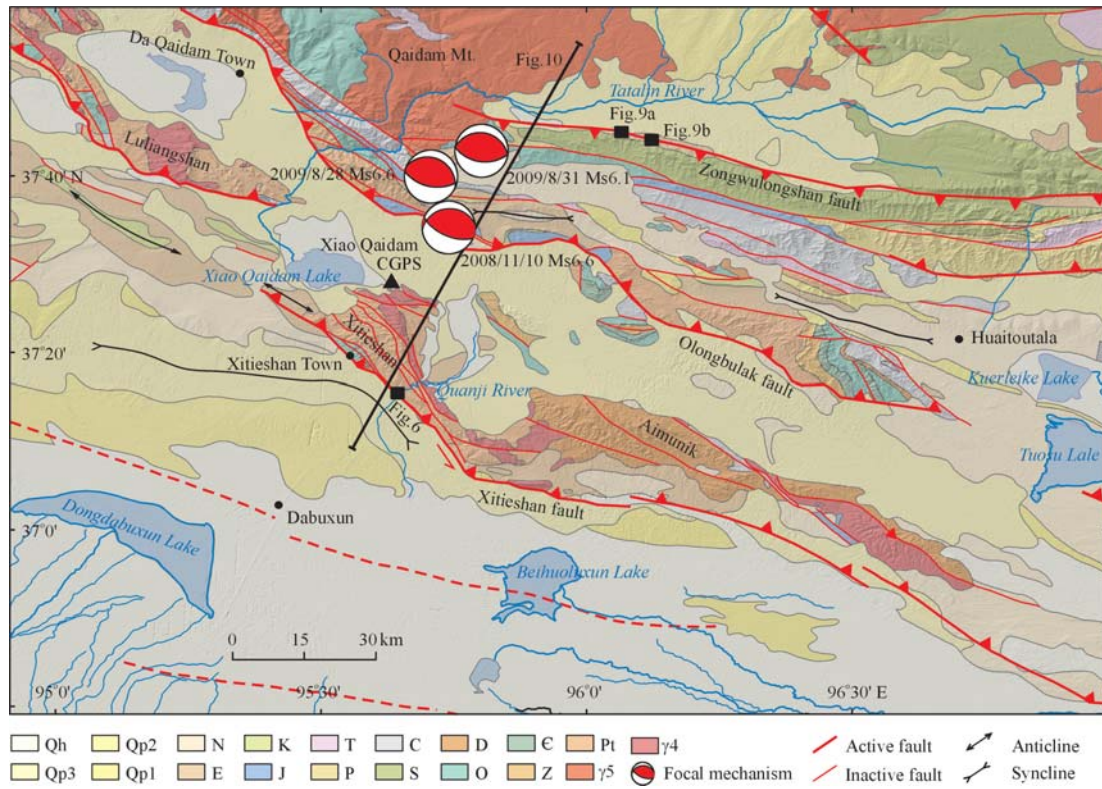 Da Qaidam Town
Qaidam Mt.
Fig.10
Tatalin River
Fig.9a
Fig.9b
Luliangshan
37°40' N
2009/8/28 Ms6.6
2009/8/31 Ms6.1
Zongwulongshan fault
Xiao Qaidam
CGPS
2008/11/10 Ms6.6
Xiao Qaidam Lake
Huaitoutala
37°20'
Xitieshan
Xitieshan Town
Olongbulak fault
Kuerleike Lake
Quanji River
Fig.6
Aimunik
Tuosu Lale
Xitieshan fault
37°0'
Dabuxun
Dongdabuxun Lake
Beihuoluxun Lake
0 15 30 km
95°0' 95°30' 96°0' 96°30' E
Qh Qp2 N K T C D Є Pt γ4 Active fault Anticline
Qp3 Qp1 E J P S O Z γ5 Focal mechanism Inactive fault Syncline